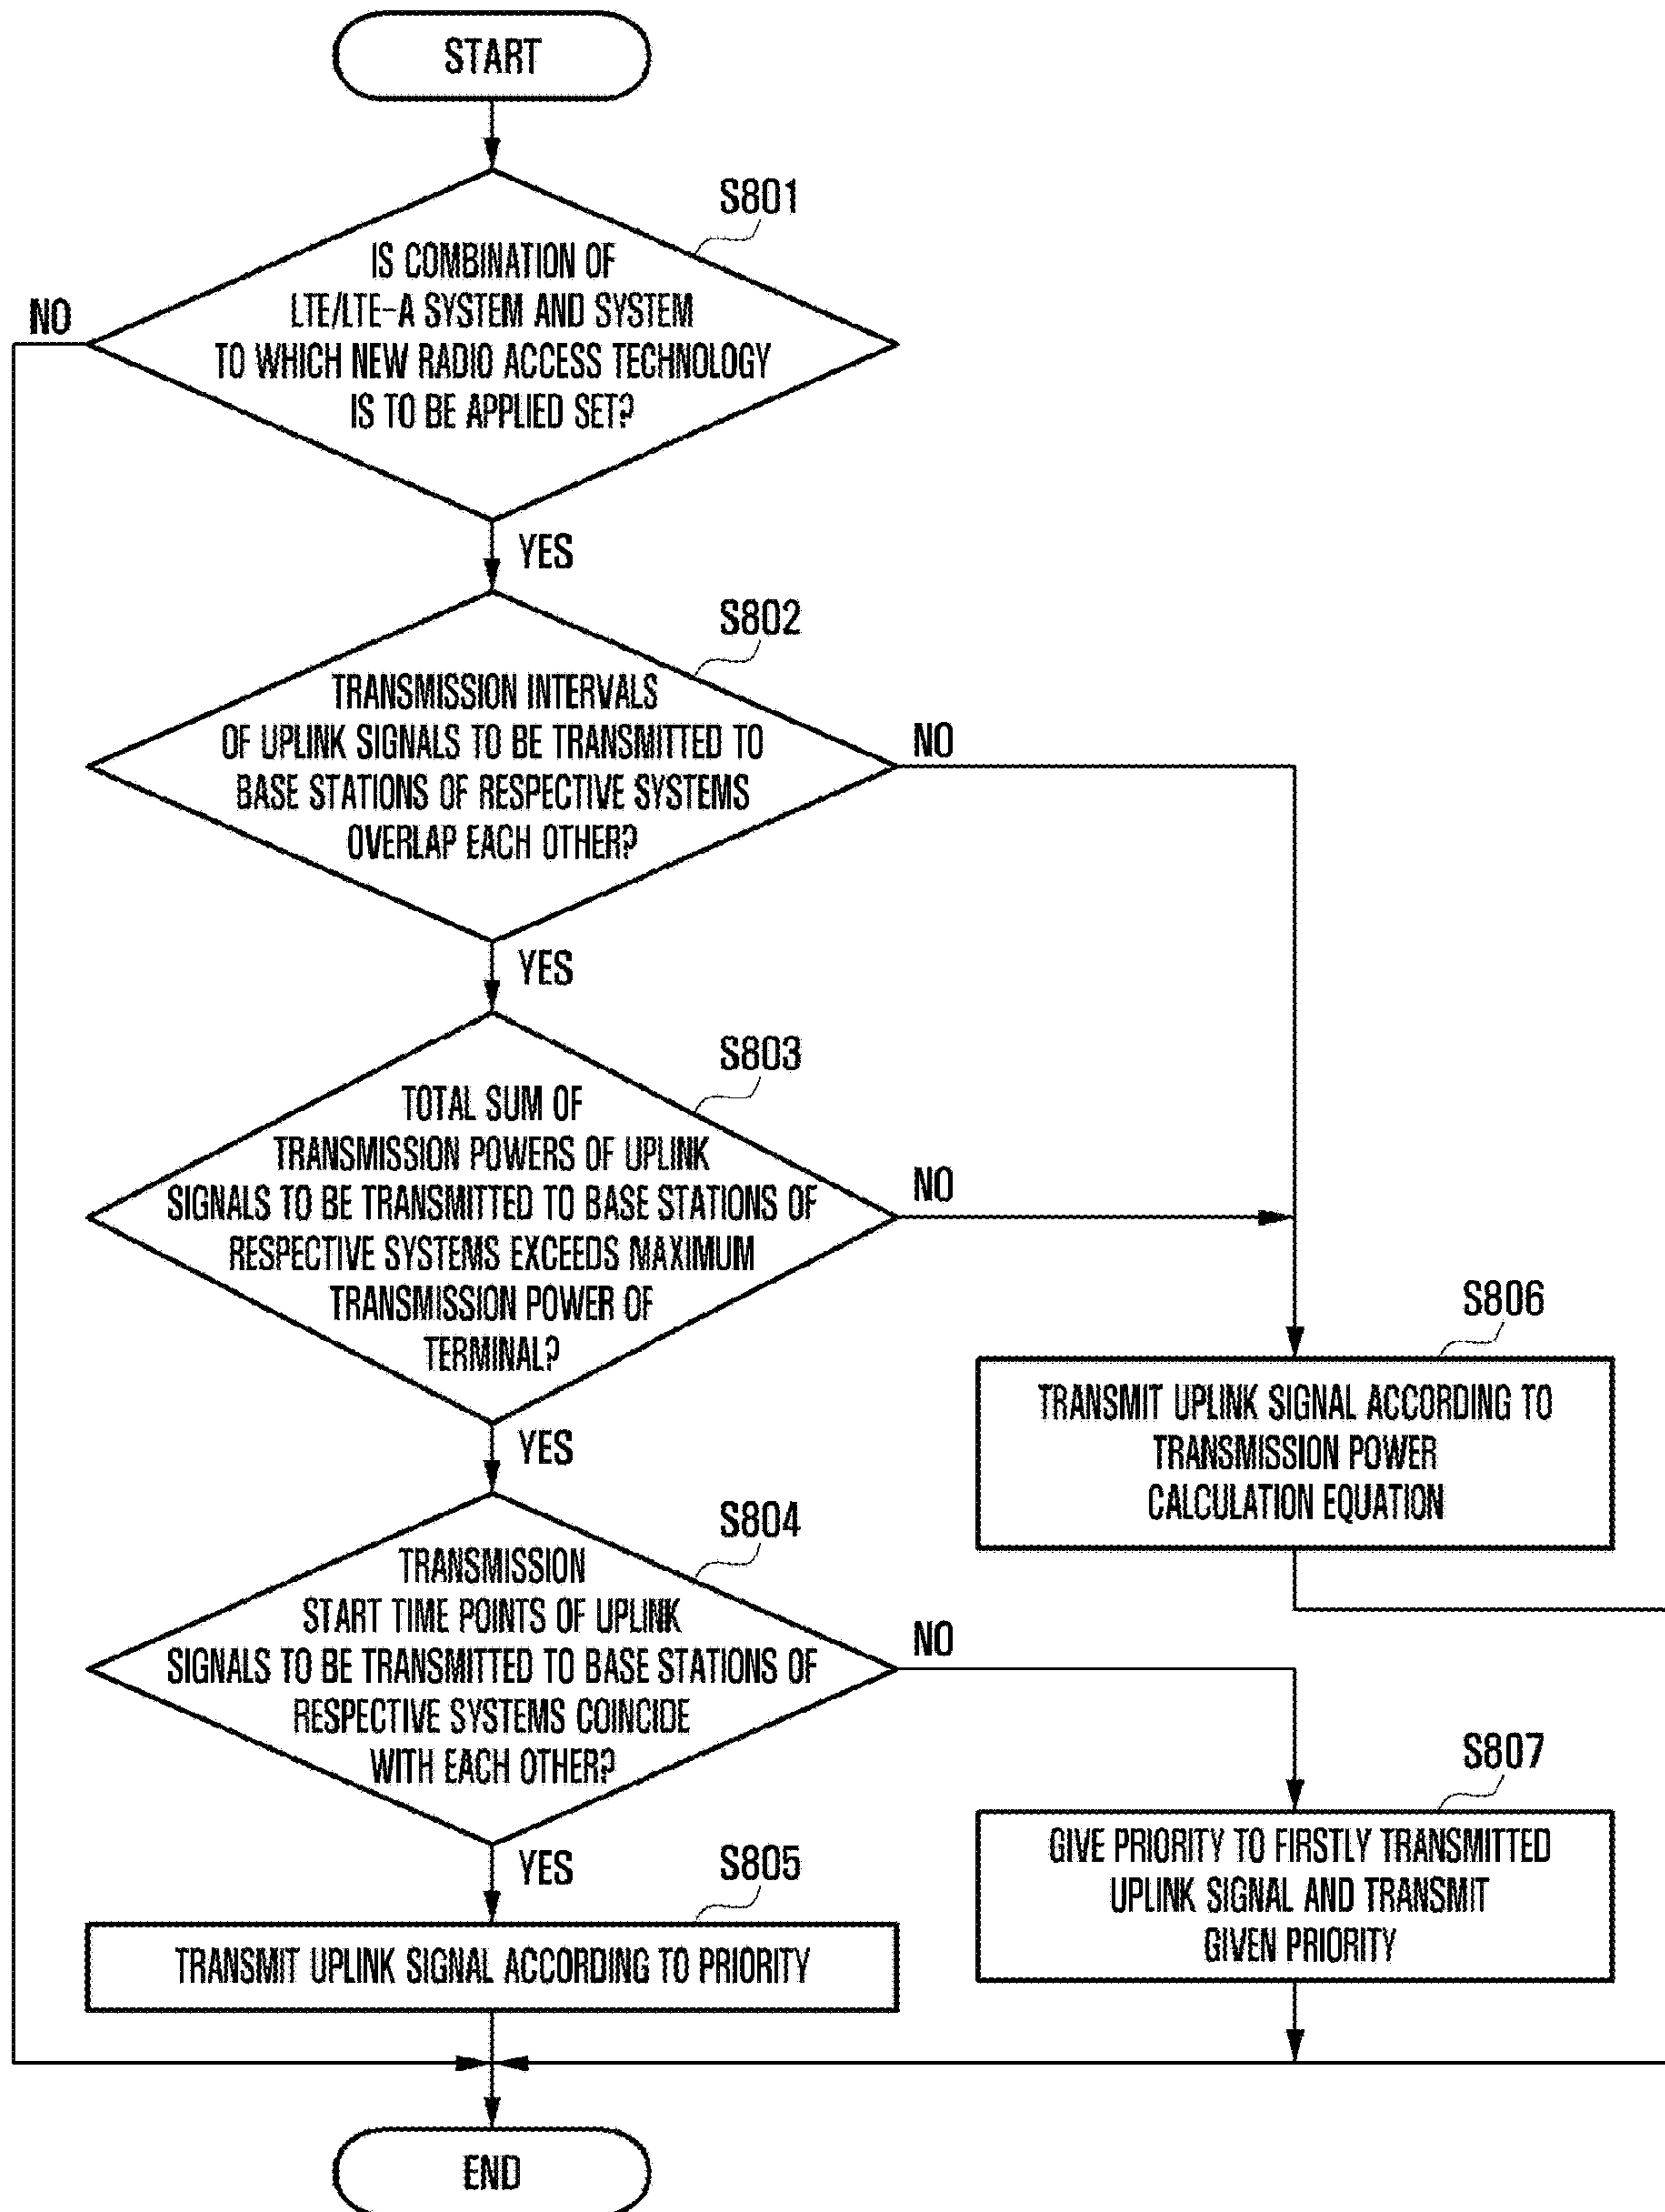 START
S801
IS COMBINATION OF
LTE/LTE-A SYSTEM AND SYSTEM
TO WHICH NEW RADIO ACCESS TECHNOLOGY
IS TO BE APPLIED SET?
NO
YES
S802
TRANSMISSION INTERVALS
OF UPLINK SIGNALS TO BE TRANSMITTED TO
BASE STATIONS OF RESPECTIVE SYSTEMS
OVERLAP EACH OTHER?
NO
YES
S803
TOTAL SUM OF
TRANSMISSION POWERS OF UPLINK
SIGNALS TO BE TRANSMITTED TO BASE STATIONS OF
RESPECTIVE SYSTEMS EXCEEDS MAXIMUM
TRANSMISSION POWER OF
TERMINAL?
NO
YES
S806
TRANSMIT UPLINK SIGNAL ACCORDING TO
TRANSMISSION POWER
CALCULATION EQUATION
S804
TRANSMISSION
START TIME POINTS OF UPLINK
SIGNALS TO BE TRANSMITTED TO BASE STATIONS OF
RESPECTIVE SYSTEMS COINCIDE
WITH EACH OTHER?
NO
YES
S807
GIVE PRIORITY TO FIRSTLY TRANSMITTED
UPLINK SIGNAL AND TRANSMIT
GIVEN PRIORITY
S805
TRANSMIT UPLINK SIGNAL ACCORDING TO PRIORITY
END